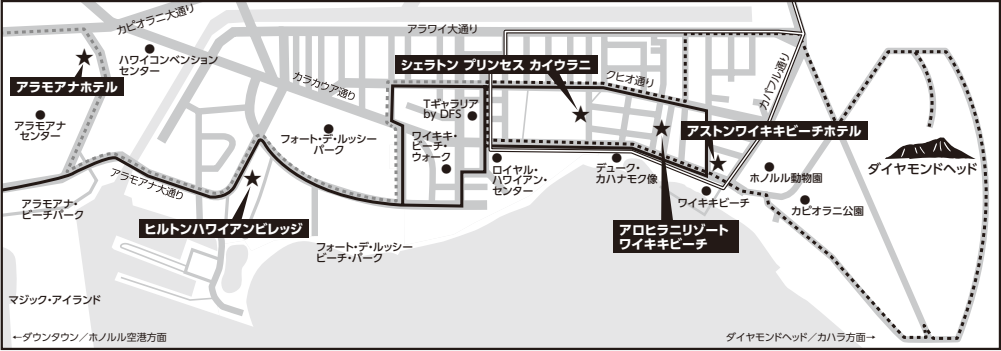 カピオラニ大通り
アラワイ大通り
ハワイコンベンション
センター
アラモアナホテル
アラモアナ
センター
カラカウア通り
シェラトン プリンセス カイウラニ
クヒオ通り
カパフル通り
Tギャラリア
by DFS
フォート・デ・ルッシー
パーク
ワイキキ・
ビーチ・
ウォーク
アストンワイキキビーチホテル
ダイヤモンドヘッド
アラモアナ大通り
ロイヤル・
ハワイアン・
センター
デューク・
カハナモク像
ホノルル動物園
ワイキキビーチ
カピオラニ公園
アラモアナ・
ビーチパーク
ヒルトンハワイアンビレッジ
アロヒラニリゾート
ワイキキビーチ
フォート・デ・ルッシー
ビーチ・パーク
マジック・アイランド
←ダウンタウン／ホノルル空港方面
ダイヤモンドヘッド／カハラ方面→